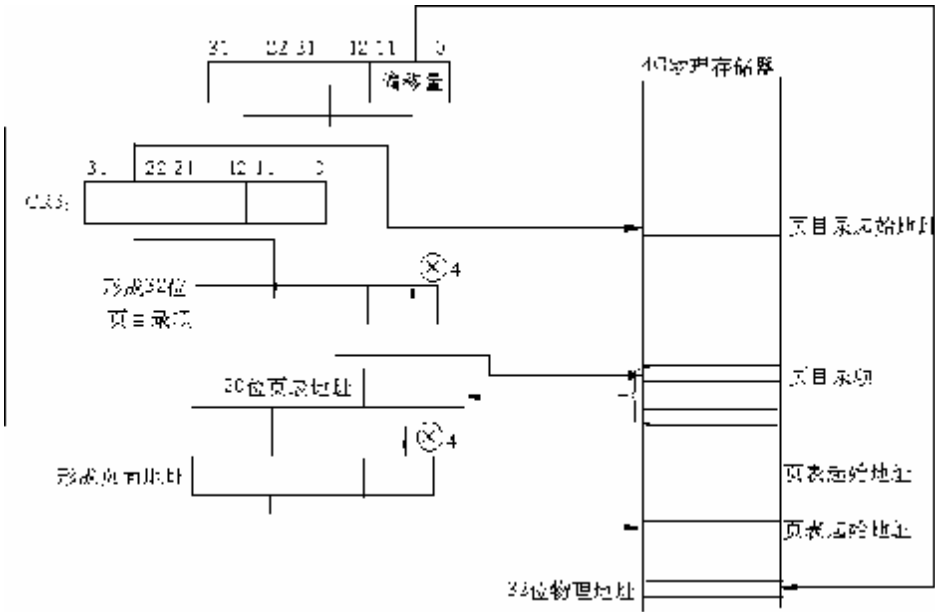 31 22 21 12 11 0
偏移量
4G物理存储器
31 22 21 12 11 0
CR3:
页目录起始地址
形成32位
4
页目录项
页目录项
20位页表地址
4
形成页面地址
页表起始地址
页表起始地址
32位物理地址